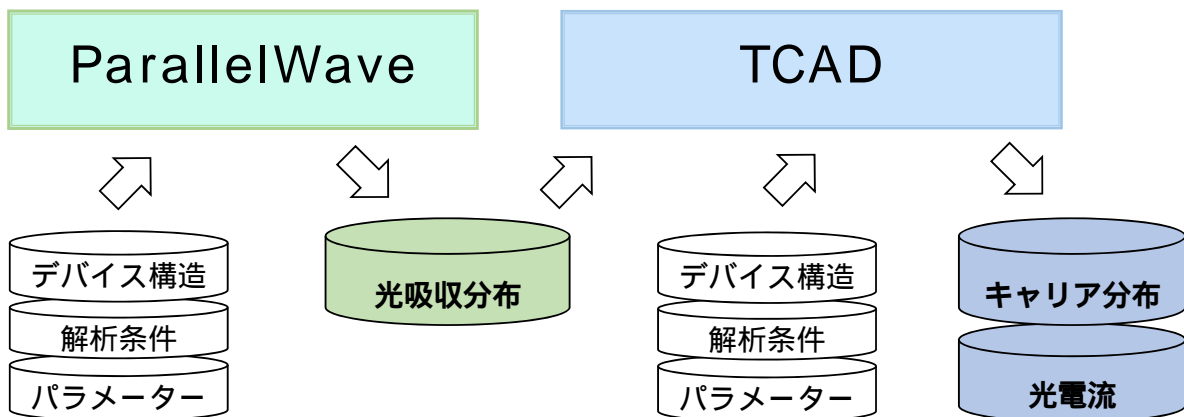 ParallelWave
TCAD
デバイス構造
解析条件
パラメーター
光吸収分布
デバイス構造
解析条件
パラメーター
キャリア分布
光電流